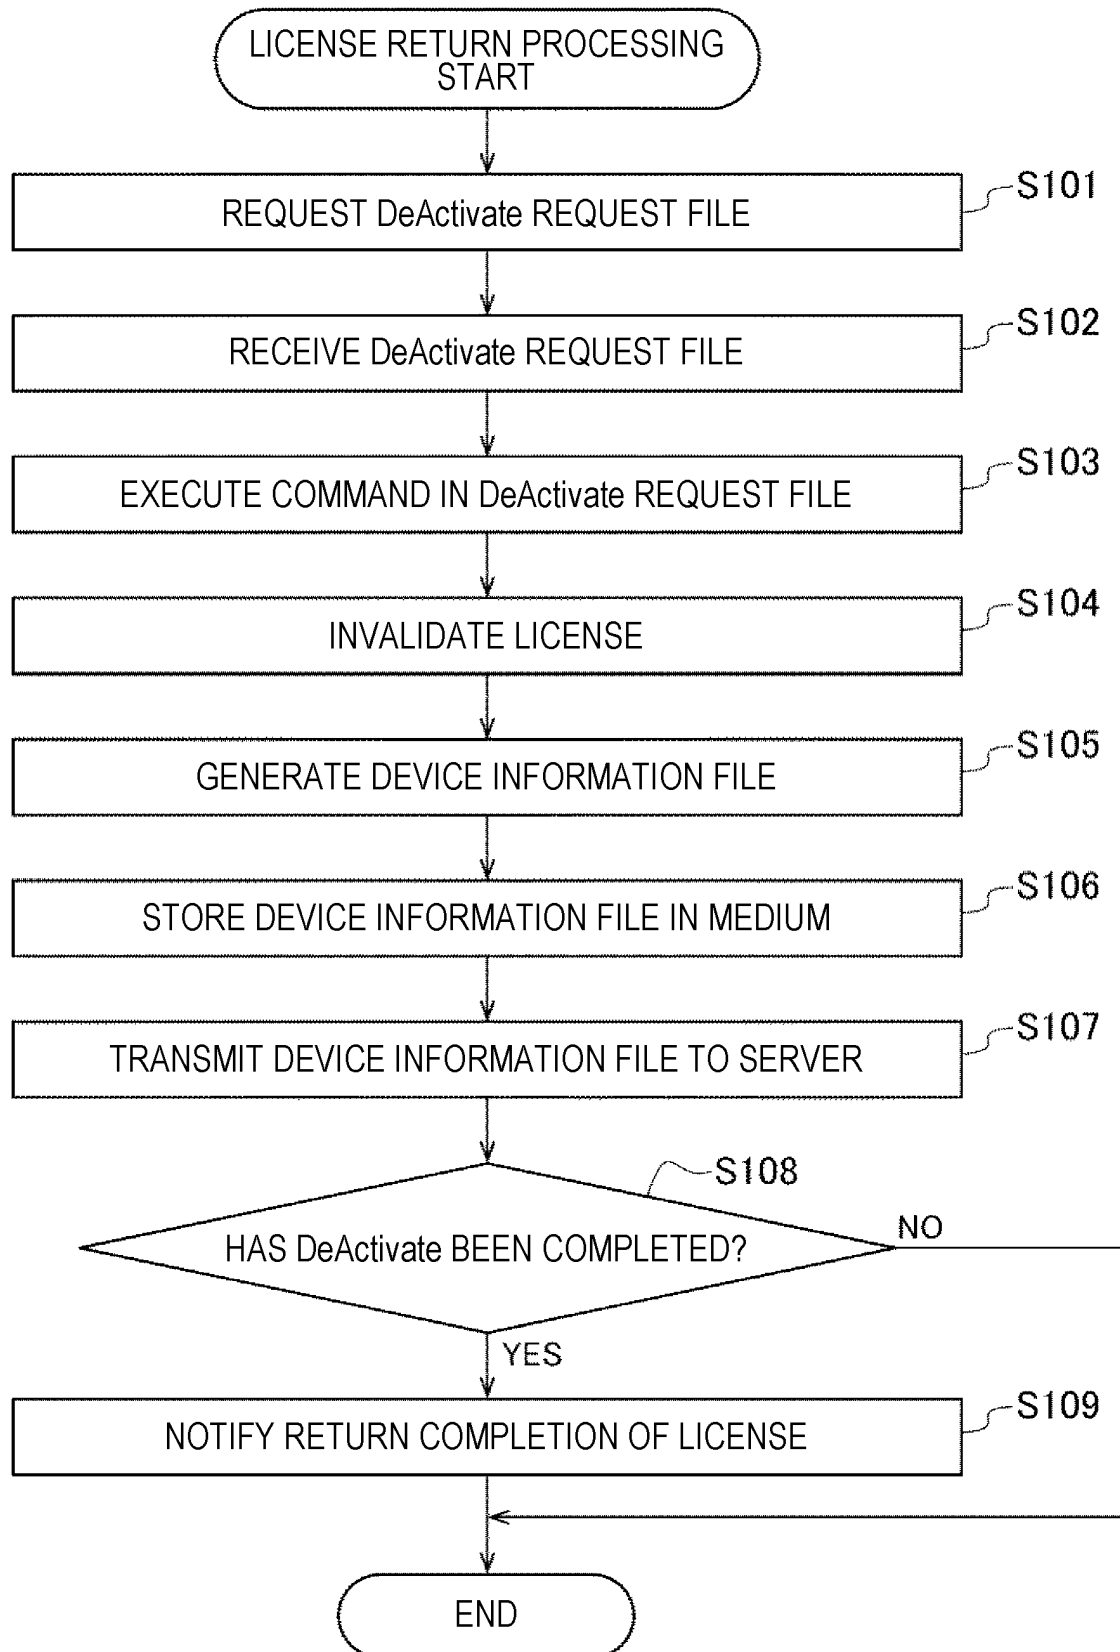 LICENSE RETURN PROCESSING
START
REQUEST DeActivate REQUEST FILE
S101
RECEIVE DeActivate REQUEST FILE
S102
EXECUTE COMMAND IN DeActivate REQUEST FILE
S103
INVALIDATE LICENSE
S104
GENERATE DEVICE INFORMATION FILE
S105
STORE DEVICE INFORMATION FILE IN MEDIUM
S106
TRANSMIT DEVICE INFORMATION FILE TO SERVER
S107
S108
HAS DeActivate BEEN COMPLETED?
NO
YES
NOTIFY RETURN COMPLETION OF LICENSE
S109
END